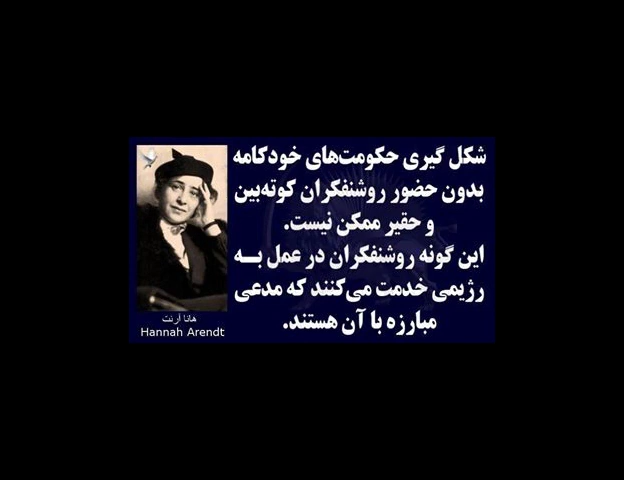 شکل گیری حکومت‌های خودکامه
بدون حضور روشنفکران کوته‌بین
و حقیر ممکن نیست.
این گونه روشنفکران در عمل بـه
رژیمی خدمت می‌کنند که مدعی
مبارزه با آن هستند.
هانا آرنت
Hannah Arendt